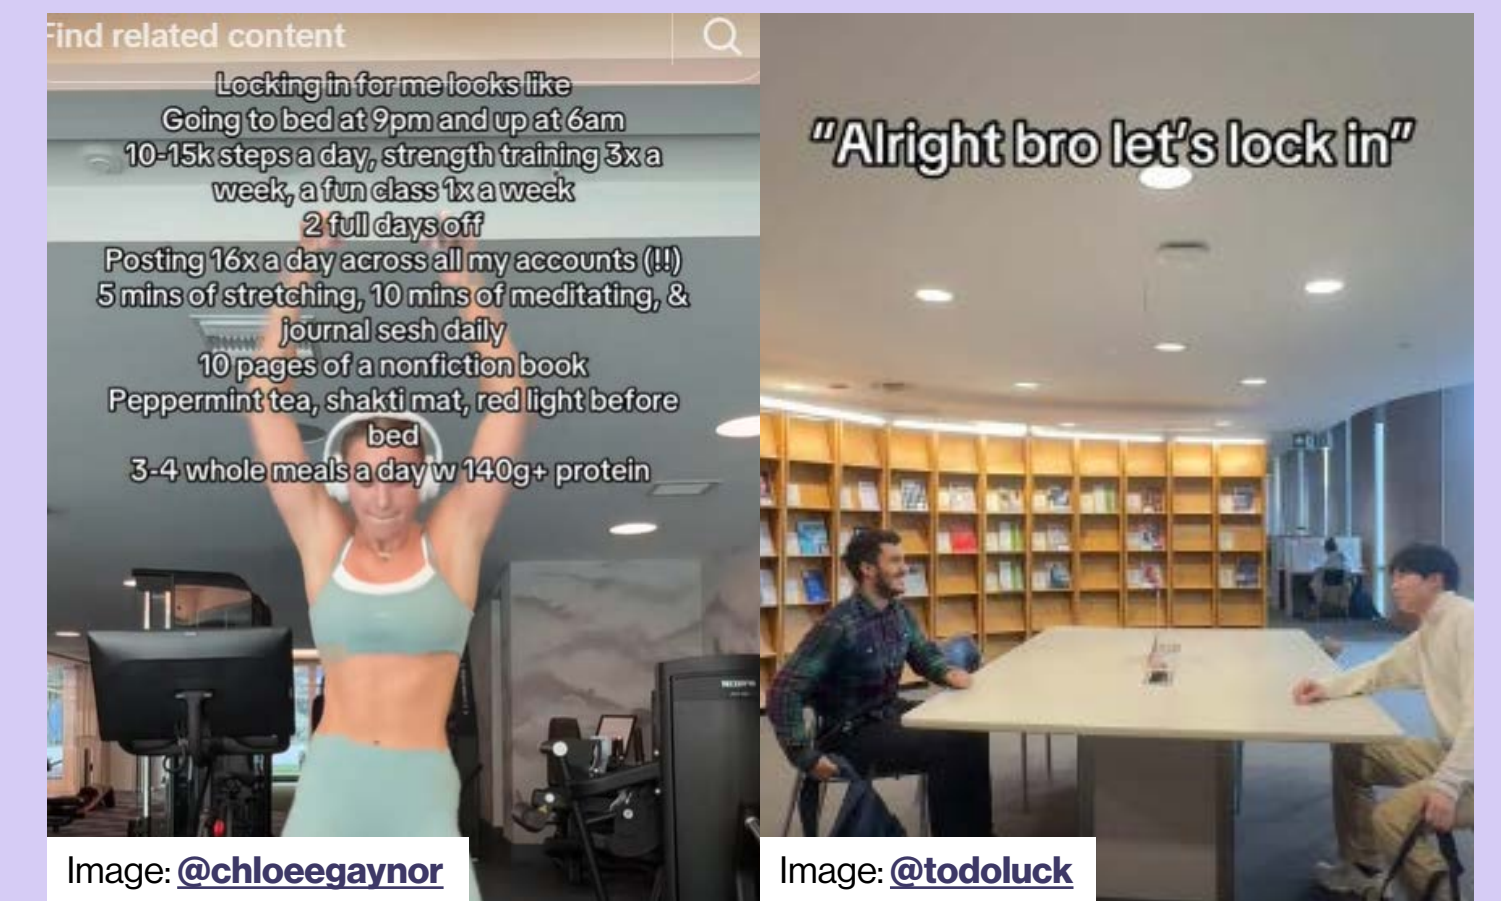 Find related content
Locking in for me looks like
Going to bed at 9pm and up at 6am
10-15k steps a day, strength training 3x a
week, a fun class 1x a week
2 full days off
Posting 16x a day across all my accounts (!!)
5 mins of stretching, 10 mins of meditating, &
journal sesh daily
10 pages of a nonfiction book
Peppermint tea, shakti mat, red light before
bed
3-4 whole meals a day w 140g+ protein
Image: @chloeegaynor
“Alright bro let’s lock in”
Image: @todoluck